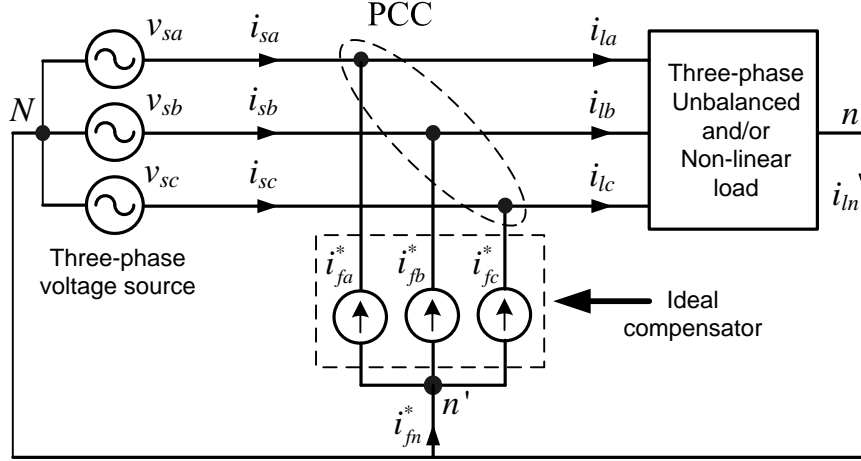 PCC
v_sa
i_sa
i_la
N
v_sb
i_sb
i_lb
v_sc
i_sc
i_lc
Three-phase
Unbalanced
and/or
Non-linear
load
n
i_ln
Three-phase
voltage source
i*_fa
i*_fb
i*_fc
Ideal
compensator
n'
i*_fn